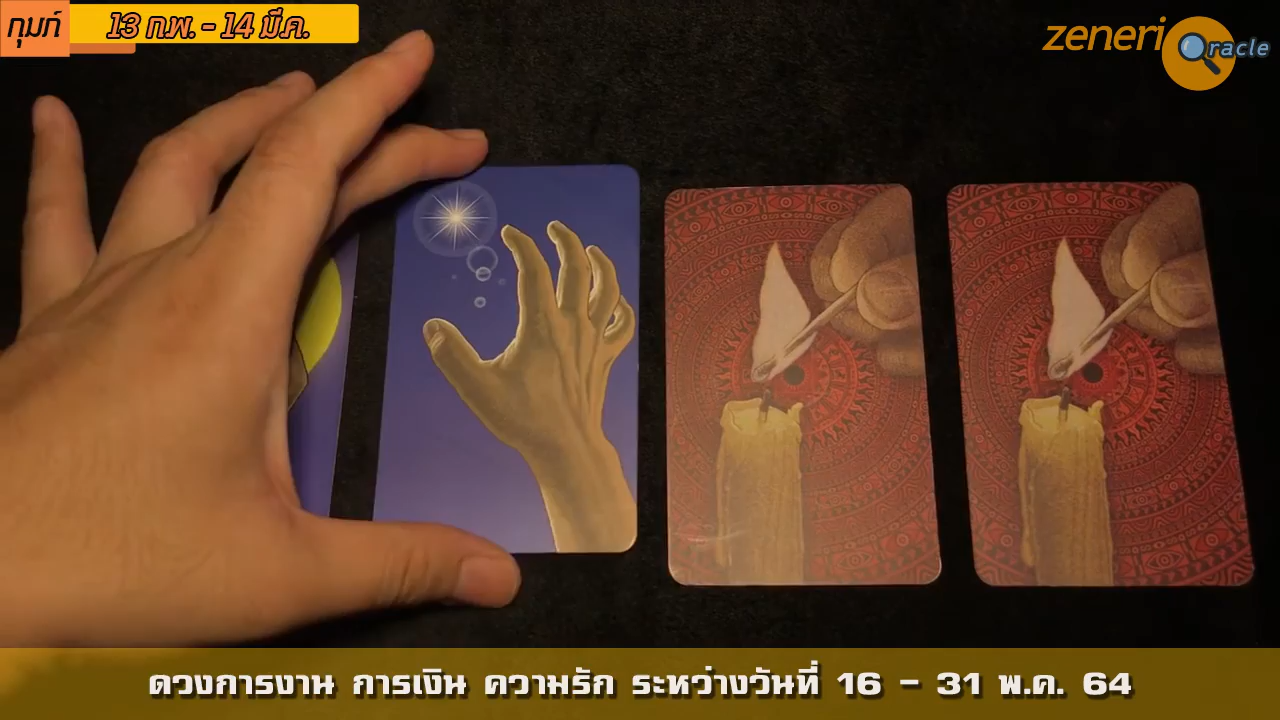 กุมภ์
13 ก.พ. - 14 มี.ค.
zeneri
Oracle
ดวงการงาน การเงิน ความรัก ระหว่างวันที่ 16 - 31 พ.ค. 64